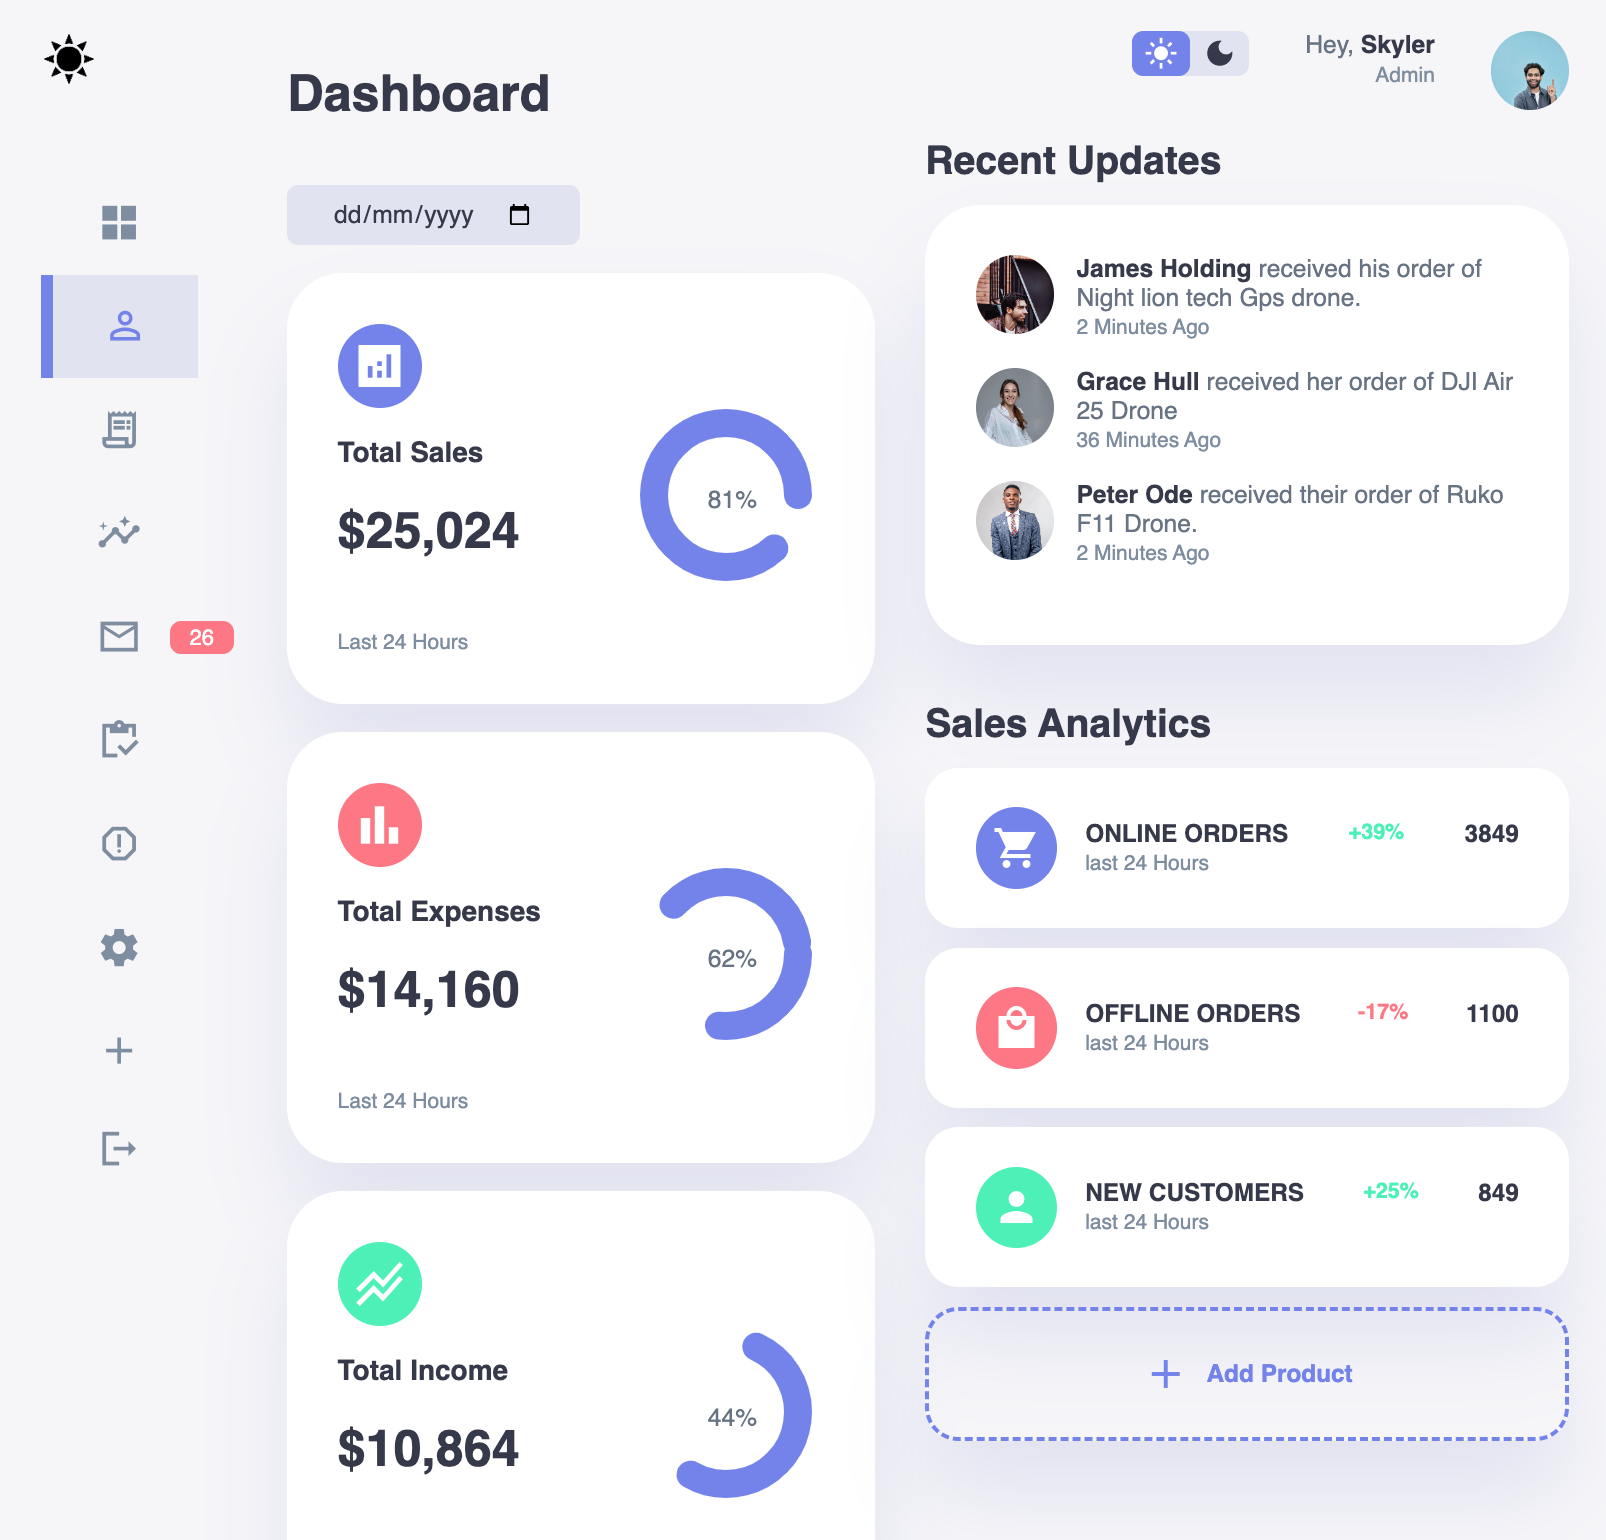 Hey, Skyler
Admin
Dashboard
dd/mm/yyyy
Total Sales
$25,024
81%
Last 24 Hours
26
Total Expenses
$14,160
62%
Last 24 Hours
Total Income
$10,864
44%
Recent Updates
James Holding received his order of
Night lion tech Gps drone.
2 Minutes Ago
Grace Hull received her order of DJI Air
25 Drone
36 Minutes Ago
Peter Ode received their order of Ruko
F11 Drone.
2 Minutes Ago
Sales Analytics
ONLINE ORDERS +39% 3849
last 24 Hours
OFFLINE ORDERS -17% 1100
last 24 Hours
NEW CUSTOMERS +25% 849
last 24 Hours
Add Product